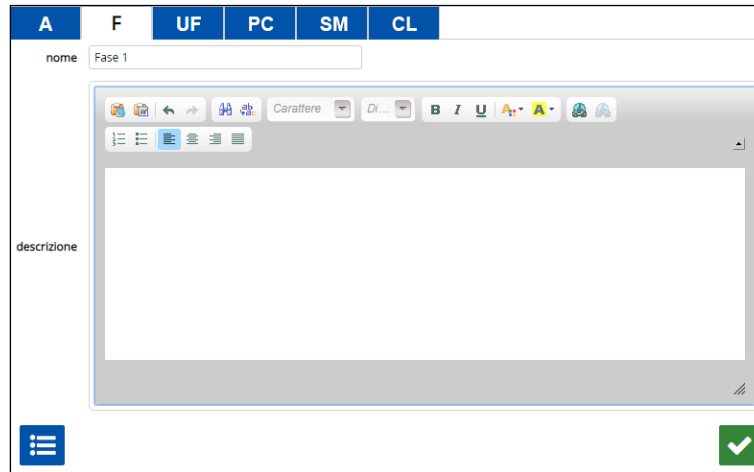 A F UF PC SM CL
nome Fase 1
Carattere Di... B I U A A
descrizione